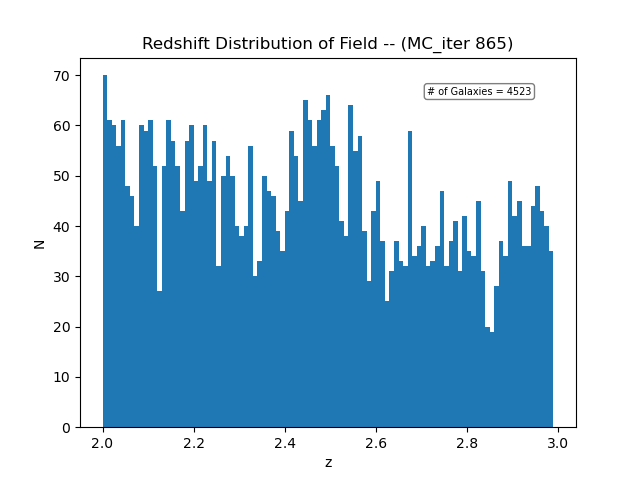 Redshift Distribution of Field -- (MC_iter 865)
# of Galaxies = 4523
70
60
50
40
30
20
10
0
N
2.0 2.2 2.4 2.6 2.8 3.0
z